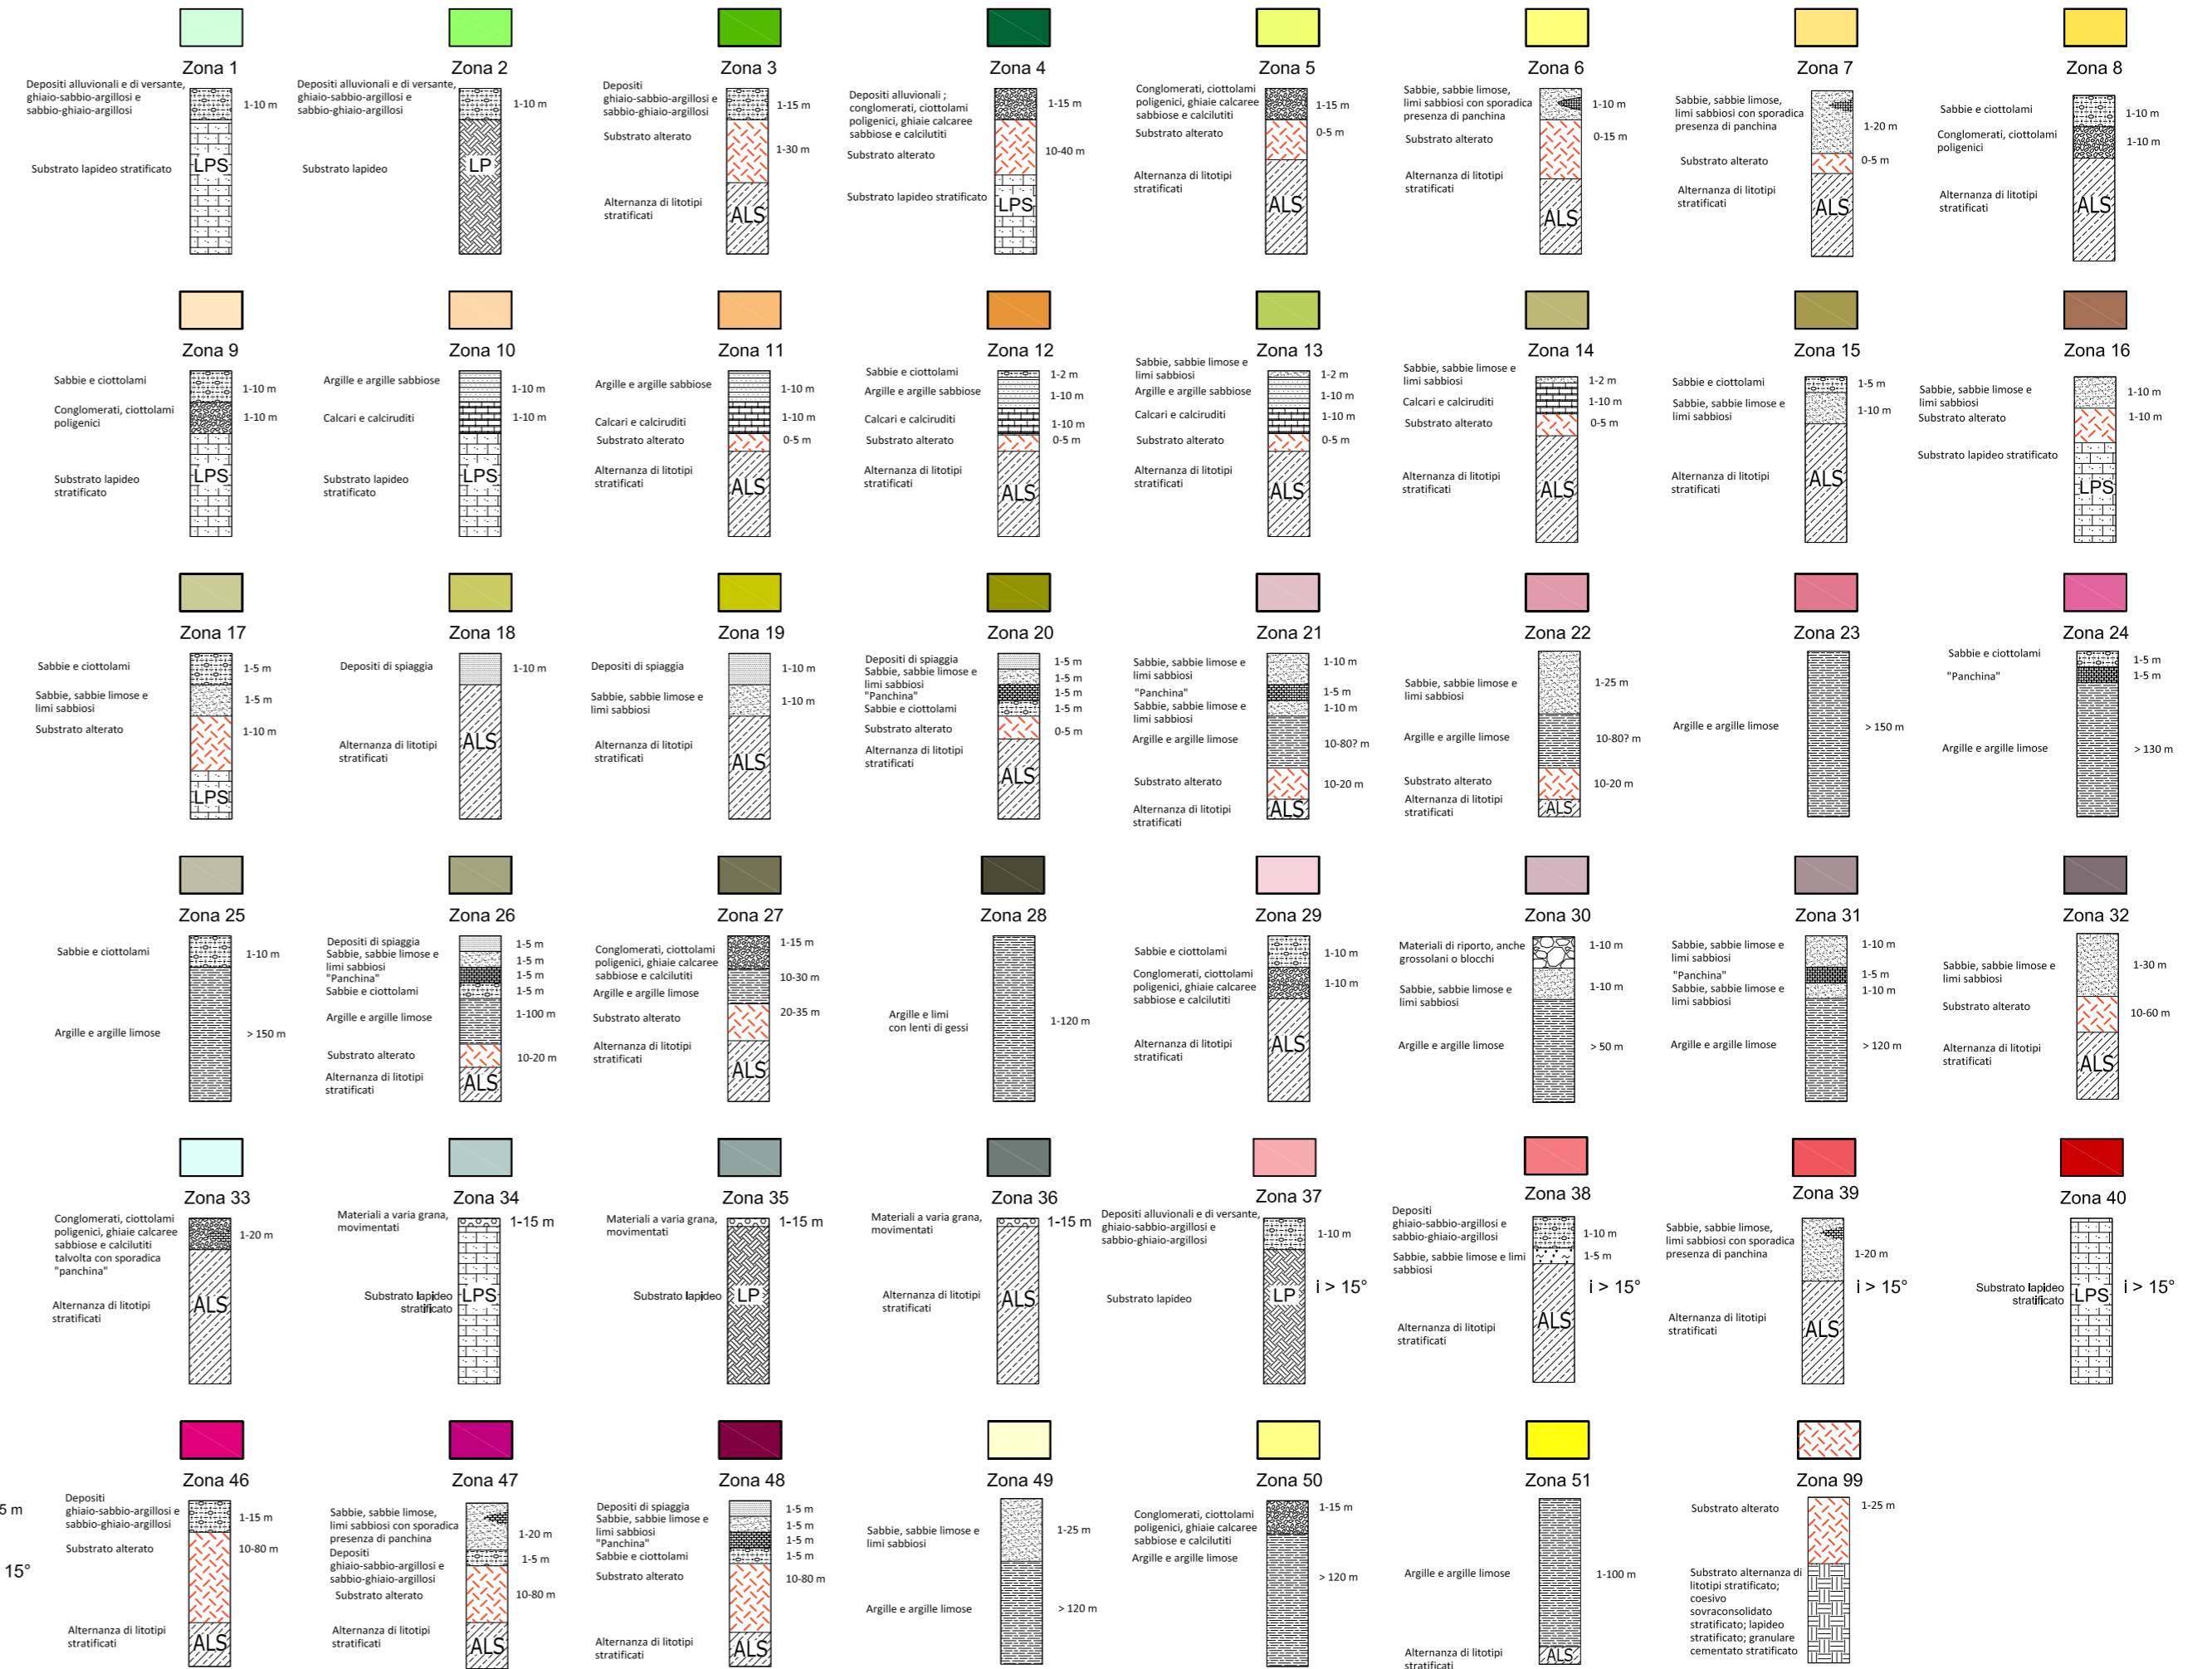 Zona 1
Depositi alluvionali e di versante,
ghiaio-sabbio-argillosi e
sabbio-ghiaio-argillosi
1-10 m
Substrato lapideo stratificato
LPS
Zona 2
Depositi alluvionali e di versante,
ghiaio-sabbio-argillosi e
sabbio-ghiaio-argillosi
1-10 m
Substrato lapideo
LP
Zona 3
Depositi
ghiaio-sabbio-argillosi e
sabbio-ghiaio-argillosi
1-15 m
Substrato alterato
1-30 m
Alternanza di litotipi
stratificati
ALS
Zona 4
Depositi alluvionali ;
conglomerati, ciottolami
poligenici, ghiaie calcaree
sabbiose e calcilutiti
1-15 m
Substrato alterato
10-40 m
Substrato lapideo stratificato
LPS
Zona 5
Conglomerati, ciottolami
poligenici, ghiaie calcaree
sabbiose e calcilutiti
1-15 m
Substrato alterato
0-5 m
Alternanza di litotipi
stratificati
ALS
Zona 6
Sabbie, sabbie limose,
limi sabbiosi con sporadica
presenza di panchina
1-10 m
Substrato alterato
0-15 m
Alternanza di litotipi
stratificati
ALS
Zona 7
Sabbie, sabbie limose,
limi sabbiosi con sporadica
presenza di panchina
1-20 m
Substrato alterato
0-5 m
Alternanza di litotipi
stratificati
ALS
Zona 8
Sabbie e ciottolami
1-10 m
Conglomerati, ciottolami
poligenici
1-10 m
Alternanza di litotipi
stratificati
ALS
Zona 9
Sabbie e ciottolami
1-10 m
Conglomerati, ciottolami
poligenici
1-10 m
Substrato lapideo
stratificato
LPS
Zona 10
Argille e argille sabbiose
1-10 m
Calcari e calciruditi
1-10 m
Substrato lapideo
stratificato
LPS
Zona 11
Argille e argille sabbiose
1-10 m
Calcari e calciruditi
1-10 m
Substrato alterato
0-5 m
Alternanza di litotipi
stratificati
ALS
Zona 12
Sabbie e ciottolami
1-2 m
Argille e argille sabbiose
1-10 m
Calcari e calciruditi
1-10 m
Substrato alterato
0-5 m
Alternanza di litotipi
stratificati
ALS
Zona 13
Sabbie, sabbie limose e
limi sabbiosi
1-2 m
Argille e argille sabbiose
1-10 m
Calcari e calciruditi
1-10 m
Substrato alterato
0-5 m
Alternanza di litotipi
stratificati
ALS
Zona 14
Sabbie, sabbie limose e
limi sabbiosi
1-2 m
Calcari e calciruditi
1-10 m
Substrato alterato
0-5 m
Alternanza di litotipi
stratificati
ALS
Zona 15
Sabbie e ciottolami
1-5 m
Sabbie, sabbie limose e
limi sabbiosi
1-10 m
Alternanza di litotipi
stratificati
ALS
Zona 16
Sabbie, sabbie limose e
limi sabbiosi
1-10 m
Substrato alterato
1-10 m
Substrato lapideo stratificato
LPS
Zona 17
Sabbie e ciottolami
1-5 m
Sabbie, sabbie limose e
limi sabbiosi
1-5 m
Substrato alterato
1-10 m
LPS
Zona 18
Depositi di spiaggia
1-10 m
Alternanza di litotipi
stratificati
ALS
Zona 19
Depositi di spiaggia
1-10 m
Sabbie, sabbie limose e
limi sabbiosi
1-10 m
Alternanza di litotipi
stratificati
ALS
Zona 20
Depositi di spiaggia
1-5 m
Sabbie, sabbie limose e
limi sabbiosi
1-5 m
"Panchina"
1-5 m
Sabbie e ciottolami
1-5 m
Substrato alterato
0-5 m
Alternanza di litotipi
stratificati
ALS
Zona 21
Sabbie, sabbie limose e
limi sabbiosi
1-10 m
"Panchina"
1-5 m
Sabbie, sabbie limose e
limi sabbiosi
1-10 m
Argille e argille limose
10-80? m
Substrato alterato
10-20 m
Alternanza di litotipi
stratificati
ALS
Zona 22
Sabbie, sabbie limose e
limi sabbiosi
1-25 m
Argille e argille limose
10-80? m
Substrato alterato
10-20 m
Alternanza di litotipi
stratificati
ALS
Zona 23
Argille e argille limose
> 150 m
Zona 24
Sabbie e ciottolami
1-5 m
"Panchina"
1-5 m
Argille e argille limose
> 130 m
Zona 25
Sabbie e ciottolami
1-10 m
Argille e argille limose
> 150 m
Zona 26
Depositi di spiaggia
1-5 m
Sabbie, sabbie limose e
limi sabbiosi
1-5 m
"Panchina"
1-5 m
Sabbie e ciottolami
1-5 m
Argille e argille limose
1-100 m
Substrato alterato
10-20 m
Alternanza di litotipi
stratificati
ALS
Zona 27
Conglomerati, ciottolami
poligenici, ghiaie calcaree
sabbiose e calcilutiti
1-15 m
Argille e argille limose
10-30 m
Substrato alterato
20-35 m
Alternanza di litotipi
stratificati
ALS
Zona 28
Argille e limi
con lenti di gessi
1-120 m
Zona 29
Sabbie e ciottolami
1-10 m
Conglomerati, ciottolami
poligenici, ghiaie calcaree
sabbiose e calcilutiti
1-10 m
Alternanza di litotipi
stratificati
ALS
Zona 30
Materiali di riporto, anche
grossolani o blocchi
1-10 m
Sabbie, sabbie limose e
limi sabbiosi
1-10 m
Argille e argille limose
> 50 m
Zona 31
Sabbie, sabbie limose e
limi sabbiosi
1-10 m
"Panchina"
1-5 m
Sabbie, sabbie limose e
limi sabbiosi
1-10 m
Argille e argille limose
> 120 m
Zona 32
Sabbie, sabbie limose e
limi sabbiosi
1-30 m
Substrato alterato
10-60 m
Alternanza di litotipi
stratificati
ALS
Zona 33
Conglomerati, ciottolami
poligenici, ghiaie calcaree
sabbiose e calcilutiti
talvolta con sporadica
"panchina"
1-20 m
Alternanza di litotipi
stratificati
ALS
Zona 34
Materiali a varia grana,
movimentati
1-15 m
Substrato lapideo
stratificato
LPS
Zona 35
Materiali a varia grana,
movimentati
1-15 m
Substrato lapideo
LP
Zona 36
Materiali a varia grana,
movimentati
1-15 m
Alternanza di litotipi
stratificati
ALS
Zona 37
Depositi alluvionali e di versante,
ghiaio-sabbio-argillosi e
sabbio-ghiaio-argillosi
1-10 m
Substrato lapideo
LP
i > 15°
Zona 38
Depositi
ghiaio-sabbio-argillosi e
sabbio-ghiaio-argillosi
1-10 m
Sabbie, sabbie limose e limi
sabbiosi
1-5 m
i > 15°
Alternanza di litotipi
stratificati
ALS
Zona 39
Sabbie, sabbie limose,
limi sabbiosi con sporadica
presenza di panchina
1-20 m
i > 15°
Alternanza di litotipi
stratificati
ALS
Zona 40
Substrato lapideo
stratificato
LPS
i > 15°
5 m
15°
Zona 46
Depositi
ghiaio-sabbio-argillosi e
sabbio-ghiaio-argillosi
1-15 m
Substrato alterato
10-80 m
Alternanza di litotipi
stratificati
ALS
Zona 47
Sabbie, sabbie limose,
limi sabbiosi con sporadica
presenza di panchina
1-20 m
Depositi
ghiaio-sabbio-argillosi e
sabbio-ghiaio-argillosi
1-5 m
Substrato alterato
10-80 m
Alternanza di litotipi
stratificati
ALS
Zona 48
Depositi di spiaggia
1-5 m
Sabbie, sabbie limose e
limi sabbiosi
1-5 m
"Panchina"
1-5 m
Sabbie e ciottolami
1-5 m
Substrato alterato
10-80 m
Alternanza di litotipi
stratificati
ALS
Zona 49
Sabbie, sabbie limose e
limi sabbiosi
1-25 m
Argille e argille limose
> 120 m
Zona 50
Conglomerati, ciottolami
poligenici, ghiaie calcaree
sabbiose e calcilutiti
1-15 m
Argille e argille limose
> 120 m
Zona 51
Argille e argille limose
1-100 m
Alternanza di litotipi
stratificati
ALS
Zona 99
Substrato alterato
1-25 m
Substrato alternanza di
litotipi stratificato;
coesivo
sovraconsolidato
stratificato; lapideo
stratificato; granulare
cementato stratificato